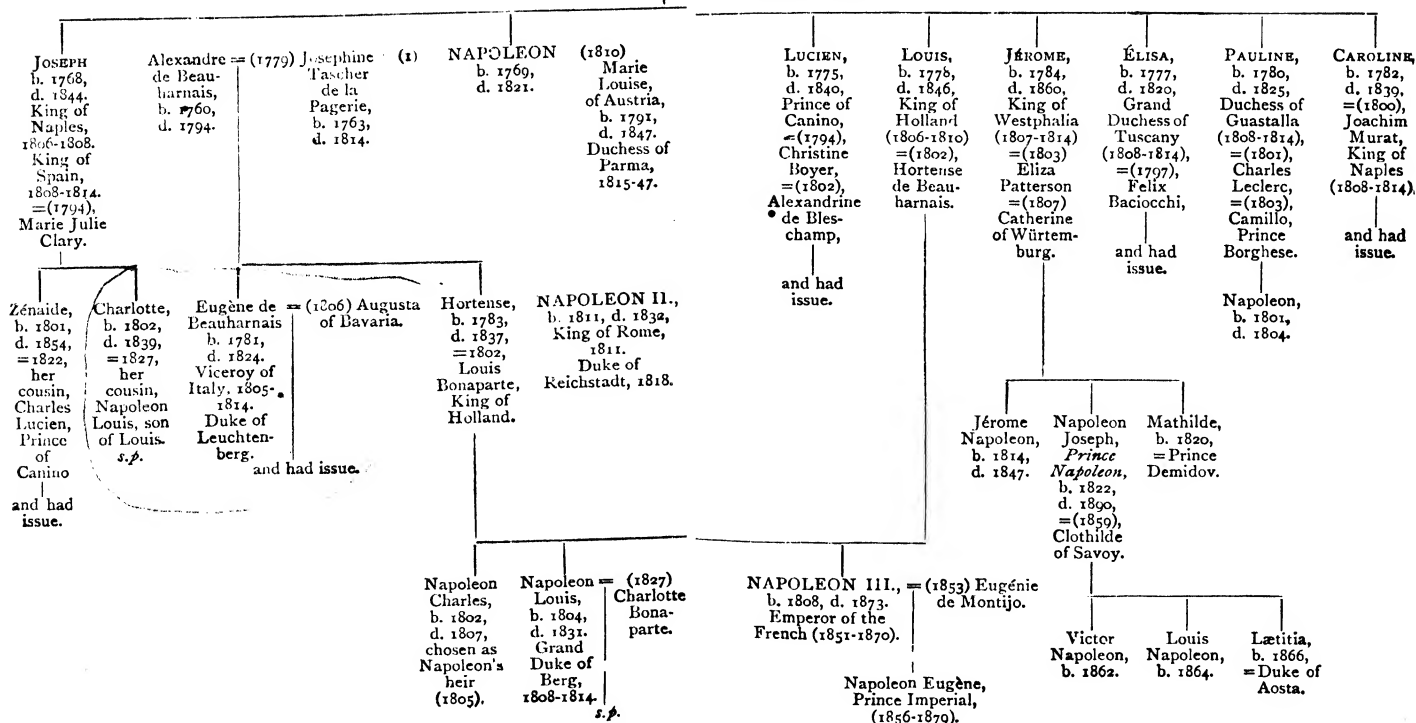 JOSEPH
b. 1768,
d. 1844.
King of
Naples,
1806-1808.
King of
Spain,
1808-1814.
=(1794),
Marie Julie
Clary.
Alexandre = (1779) Josephine (1)
de Beau-
harnais,
b. 1760,
d. 1794.
Tascher
de la
Pagerie,
b. 1763,
d. 1814.
NAPOLEON
b. 1769,
d. 1821.
(1810)
Marie
Louise,
of Austria,
b. 1791,
d. 1847.
Duchess of
Parma,
1815-47.
LUCIEN,
b. 1775,
d. 1840,
Prince of
Canino,
=(1794),
Christine
Boyer,
=(1802),
Alexandrine
de Bles-
champ,
and had
issue.
LOUIS,
b. 1778,
d. 1846,
King of
Holland
(1806-1810)
=(1802),
Hortense
de Beau-
harnais.
JÉROME,
b. 1784,
d. 1860,
King of
Westphalia
(1807-1814)
=(1803)
Eliza
Patterson
=(1807)
Catherine
of Würtem-
burg.
ÉLISA,
b. 1777,
d. 1820,
Grand
Duchess of
Tuscany
(1808-1814),
=(1797),
Felix
Baciocchi,
and had
issue.
PAULINE,
b. 1780,
d. 1825,
Duchess of
Guastalla
(1808-1814),
=(1801),
Charles
Leclerc,
=(1803),
Camillo,
Prince
Borghese.
Napoleon,
b. 1801,
d. 1804.
CAROLINE,
b. 1782,
d. 1839,
=(1800),
Joachim
Murat,
King of
Naples
(1808-1814),
and had
issue.
Zénaide,
b. 1801,
d. 1854,
=1822,
her
cousin,
Charles
Lucien,
Prince
of
Canino
and had
issue.
Charlotte,
b. 1802,
d. 1839,
=1827,
her
cousin,
Napoleon
Louis, son
of Louis.
s.p.
Eugène de
Beauharnais
b. 1781,
d. 1824.
Viceroy of
Italy, 1805-
1814.
Duke of
Leuchten-
berg.
= (1806) Augusta
of Bavaria.
and had issue.
Hortense,
b. 1783,
d. 1837,
=1802,
Louis
Bonaparte,
King of
Holland.
NAPOLEON II.,
b. 1811, d. 1832,
King of Rome,
1811.
Duke of
Reichstadt, 1818.
Jérome
Napoleon,
b. 1814,
d. 1847.
Napoleon
Joseph,
Prince
Napoleon,
b. 1822,
d. 1890,
=(1859),
Clothilde
of Savoy.
Mathilde,
b. 1820,
=Prince
Demidov.
Napoleon
Charles,
b. 1802,
d. 1807,
chosen as
Napoleon's
heir
(1805).
Napoleon
Louis,
b. 1804,
d. 1831.
Grand
Duke of
Berg,
1808-1814.
= (1827)
Charlotte
Bona-
parte.
s.p.
NAPOLEON III., = (1853) Eugénie
b. 1808, d. 1873.
Emperor of the
French (1851-1870).
de Montijo.
Napoleon Eugène,
Prince Imperial,
(1856-1879).
Victor
Napoleon,
b. 1862.
Louis
Napoleon,
b. 1864.
Lætitia,
b. 1866,
=Duke of
Aosta.